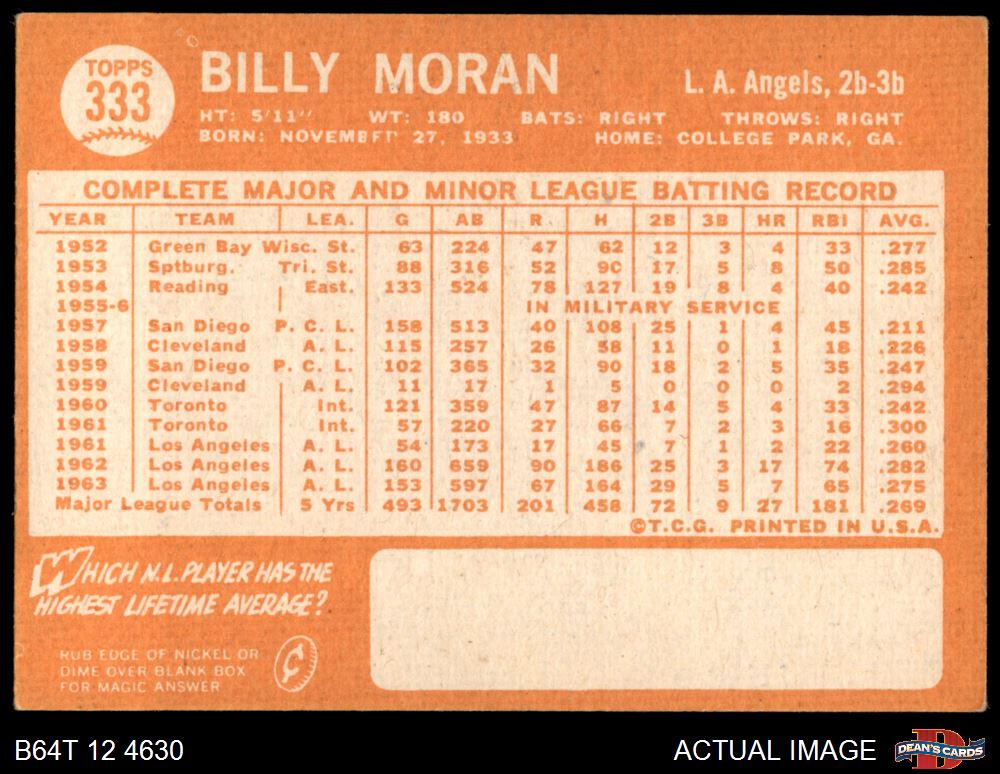 TOPPS
333
BILLY MORAN
L. A. Angels, 2b-3b
HT: 5'11" WT: 180 BATS: RIGHT THROWS: RIGHT
BORN: NOVEMBER 27, 1933 HOME: COLLEGE PARK, GA.
COMPLETE MAJOR AND MINOR LEAGUE BATTING RECORD
YEAR TEAM LEA. G AB R H 2B 3B HR RBI AVG.
1952 Green Bay Wisc. St. 63 224 47 62 12 3 4 33 .277
1953 Sptburg. Tri. St. 88 316 52 90 17 5 8 50 .285
1954 Reading East. 133 524 78 127 19 8 4 40 .242
1955-6 IN MILITARY SERVICE
1957 San Diego P. C. L. 158 513 40 108 25 1 4 45 .211
1958 Cleveland A. L. 115 257 26 58 11 0 1 18 .226
1959 San Diego P. C. L. 102 365 32 90 18 2 5 35 .247
1959 Cleveland A. L. 11 17 1 5 0 0 0 2 .294
1960 Toronto Int. 121 359 47 87 14 5 4 33 .242
1961 Toronto Int. 57 220 27 66 7 2 3 16 .300
1961 Los Angeles A. L. 54 173 17 45 7 1 2 22 .260
1962 Los Angeles A. L. 160 659 90 186 25 3 17 74 .282
1963 Los Angeles A. L. 153 597 67 164 29 5 7 65 .275
Major League Totals 5 Yrs 493 1703 201 458 72 9 27 181 .269
©T.C.G. PRINTED IN U.S.A.
WHICH N.L. PLAYER HAS THE
HIGHEST LIFETIME AVERAGE?
RUB EDGE OF NICKEL OR
DIME OVER BLANK BOX
FOR MAGIC ANSWER
¢
B64T 12 4630
ACTUAL IMAGE
D
DEAN'S CARDS